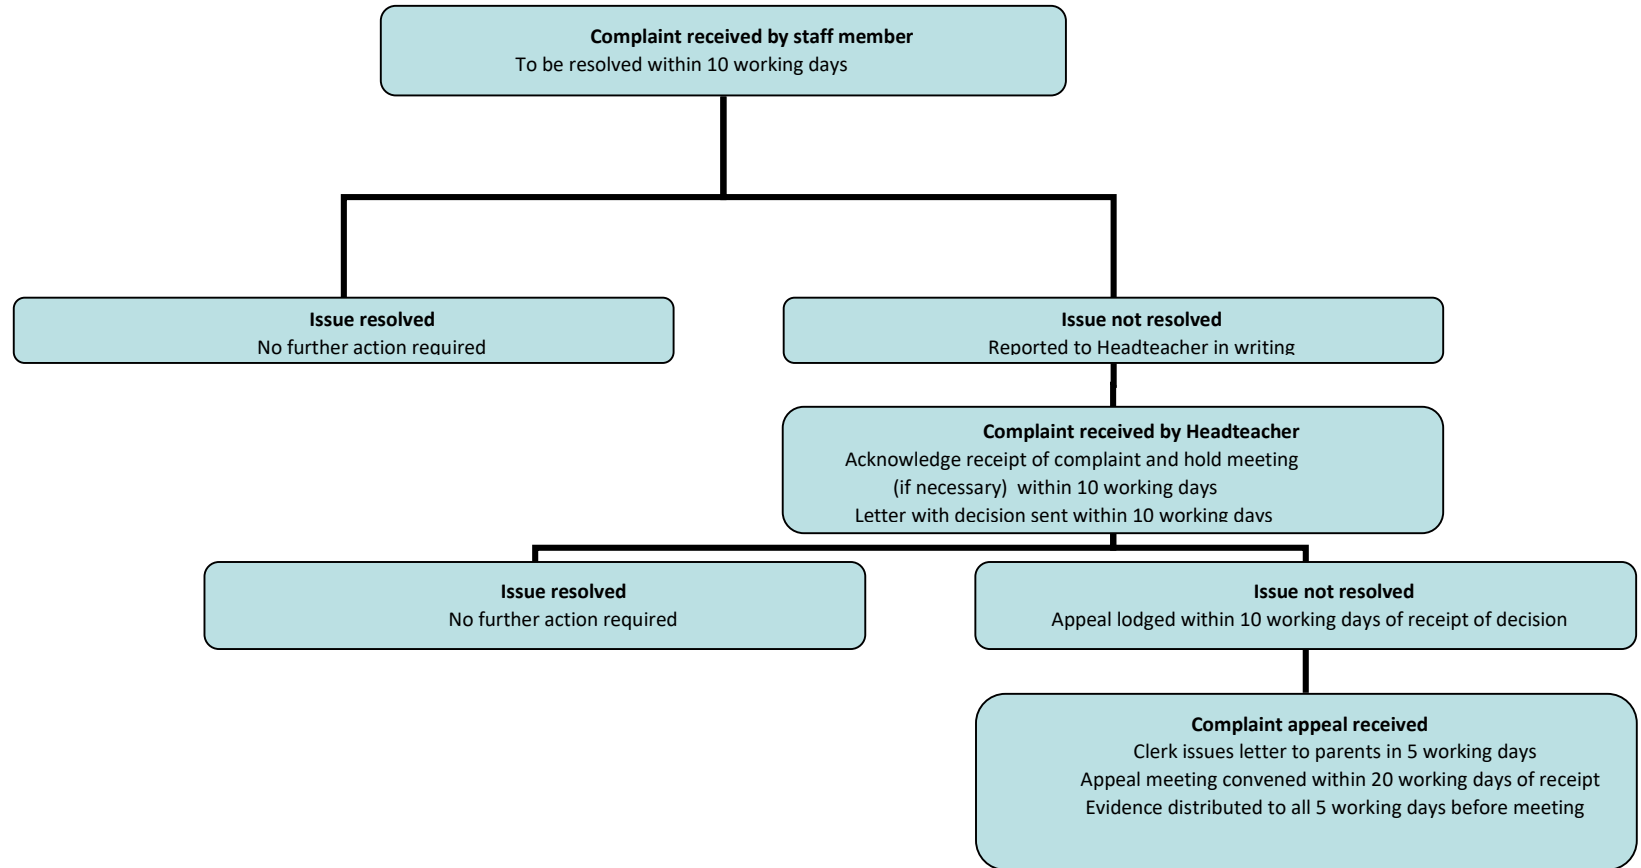 Complaint received by staff member
To be resolved within 10 working days
Issue resolved
No further action required
Issue not resolved
Reported to Headteacher in writing
Complaint received by Headteacher
Acknowledge receipt of complaint and hold meeting
(if necessary) within 10 working days
Letter with decision sent within 10 working days
Issue resolved
No further action required
Issue not resolved
Appeal lodged within 10 working days of receipt of decision
Complaint appeal received
Clerk issues letter to parents in 5 working days
Appeal meeting convened within 20 working days of receipt
Evidence distributed to all 5 working days before meeting